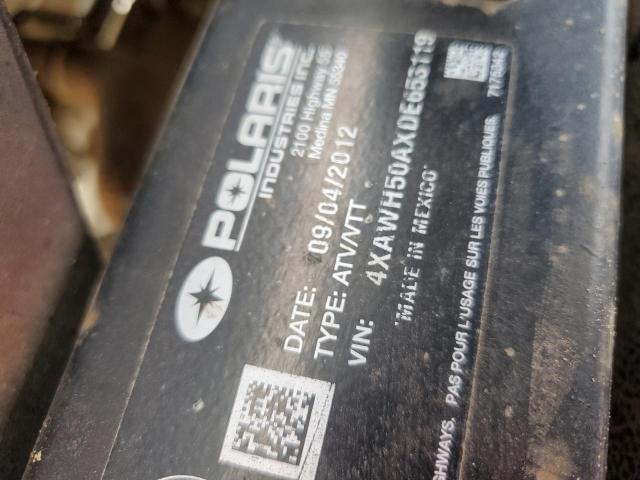 POLARIS
INDUSTRIES INC.
2100 Highway 55
Medina MN 55340
DATE: 09/04/2012
TYPE: ATV/VTT
VIN: 4XAWH50AXDE653119
MADE IN MEXICO
GHWAYS. PAS POUR L'USAGE SUR LES VOIES PUBLIQUES